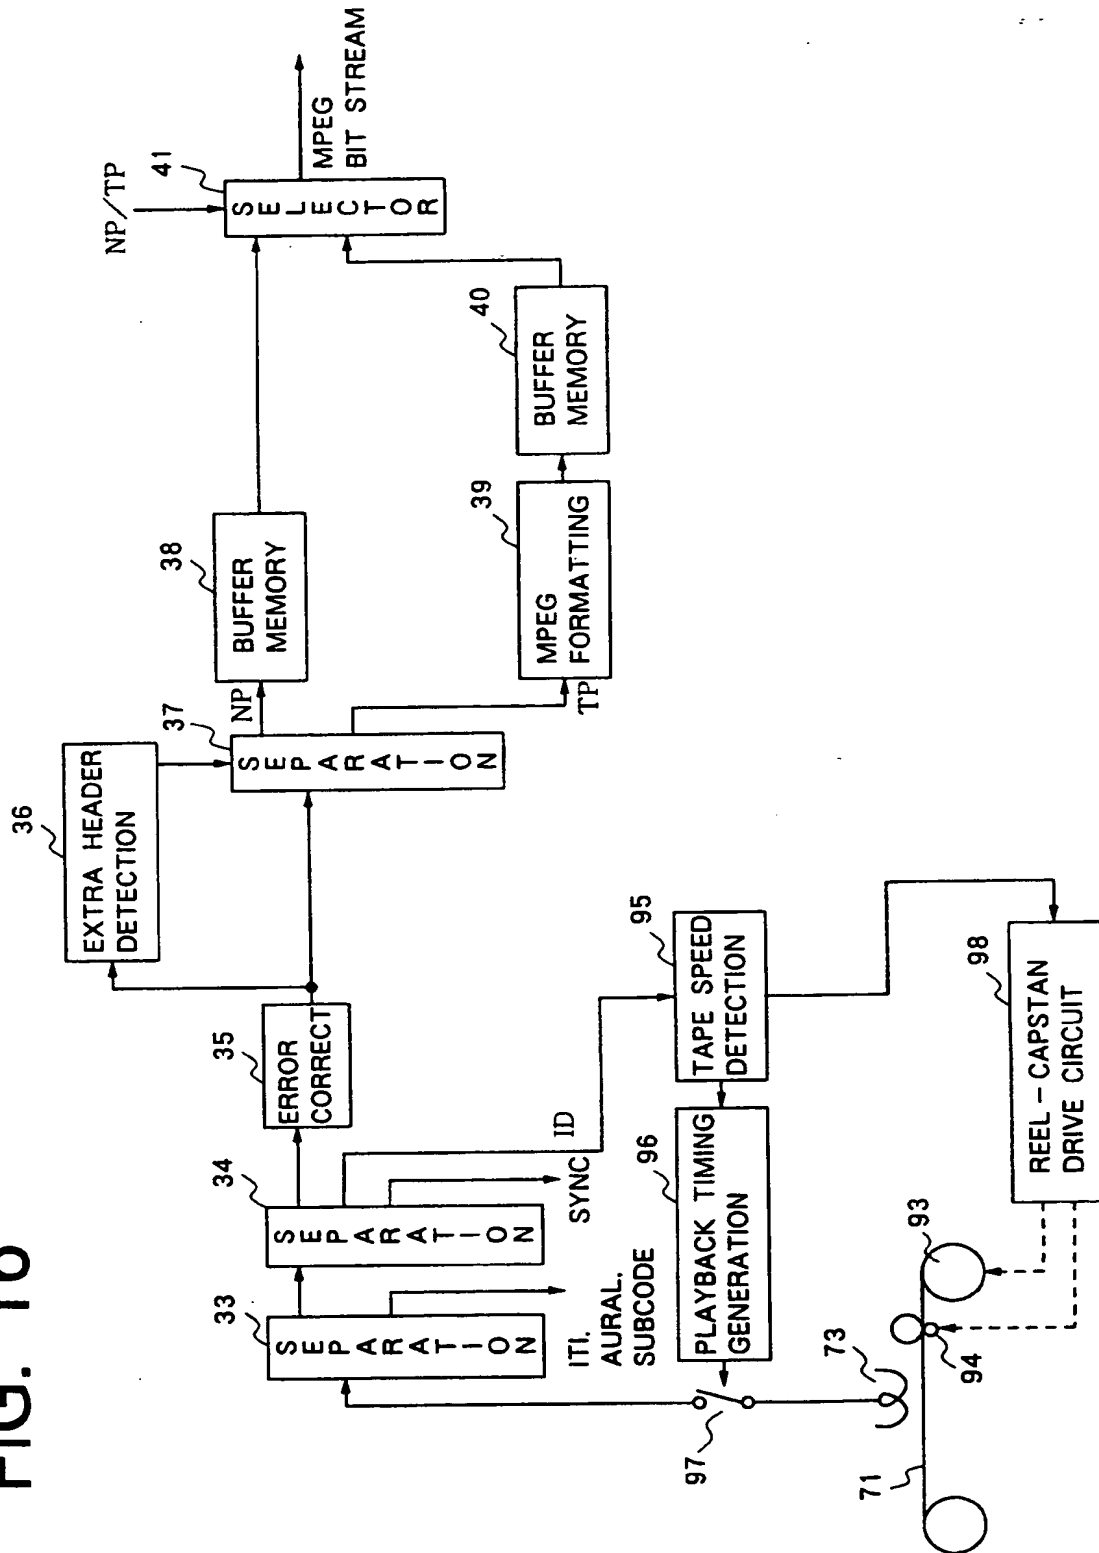 FIG. 16
33
SEPARATION
ITI.
AURAL.
SUBCODE
34
SEPARATION
SYNC
ID
35
ERROR
CORRECT
36
EXTRA HEADER
DETECTION
37
SEPARATION
NP
TP
38
BUFFER
MEMORY
39
MPEG
FORMATTING
40
BUFFER
MEMORY
NP/TP
41
SELECTOR
MPEG
BIT STREAM
95
TAPE SPEED
DETECTION
96
PLAYBACK TIMING
GENERATION
97
73
71
94
93
98
REEL-CAPSTAN
DRIVE CIRCUIT